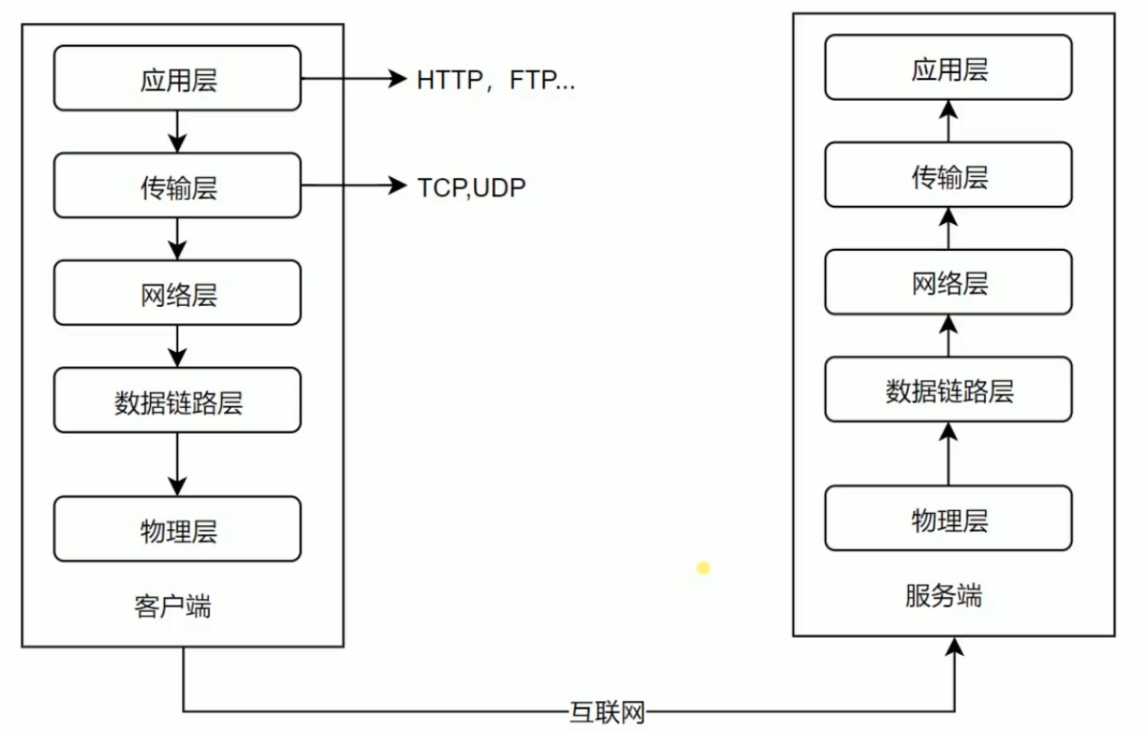 应用层
HTTP，FTP...
传输层
TCP,UDP
网络层
数据链路层
物理层
客户端
应用层
传输层
网络层
数据链路层
物理层
服务端
互联网